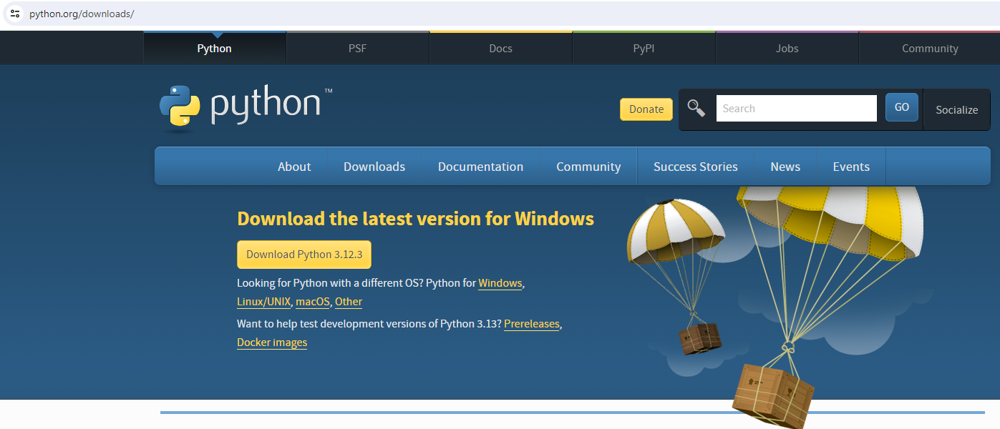 python.org/downloads/
Python PSF Docs PyPI Jobs Community
python™
Donate Search GO Socialize
About Downloads Documentation Community Success Stories News Events
Download the latest version for Windows
Download Python 3.12.3
Looking for Python with a different OS? Python for Windows,
Linux/UNIX, macOS, Other
Want to help test development versions of Python 3.13? Prereleases,
Docker images